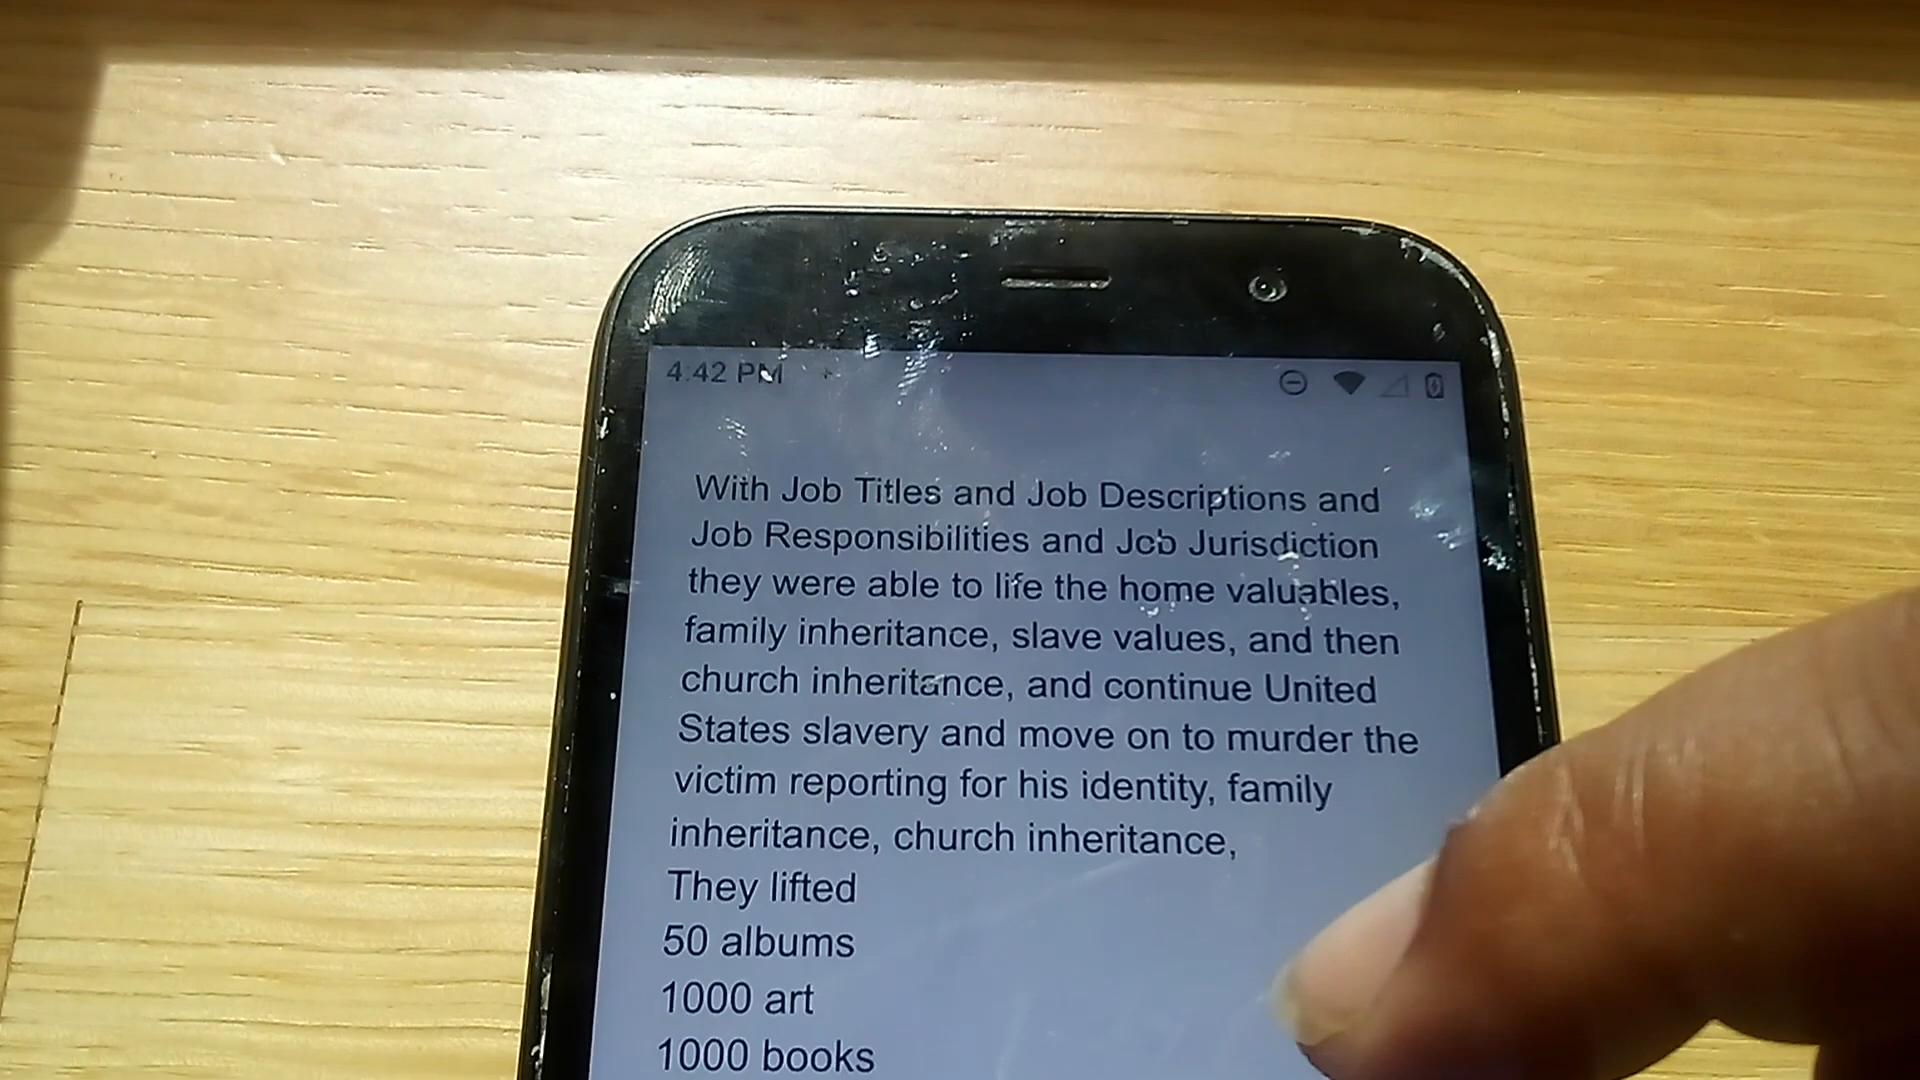 4:42 PM
With Job Titles and Job Descriptions and
Job Responsibilities and Job Jurisdiction
they were able to life the home valuables,
family inheritance, slave values, and then
church inheritance, and continue United
States slavery and move on to murder the
victim reporting for his identity, family
inheritance, church inheritance,
They lifted
50 albums
1000 art
1000 books